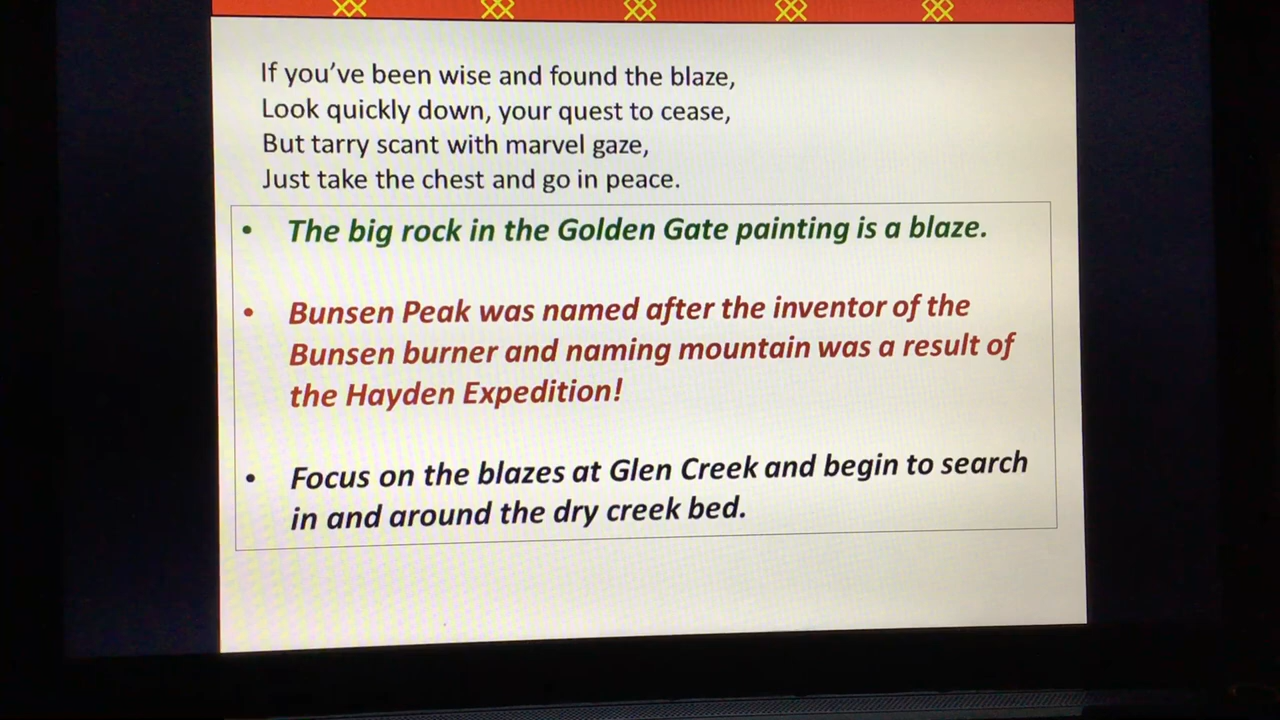 If you've been wise and found the blaze,
Look quickly down, your quest to cease,
But tarry scant with marvel gaze,
Just take the chest and go in peace.
• The big rock in the Golden Gate painting is a blaze.
• Bunsen Peak was named after the inventor of the
Bunsen burner and naming mountain was a result of
the Hayden Expedition!
• Focus on the blazes at Glen Creek and begin to search
in and around the dry creek bed.